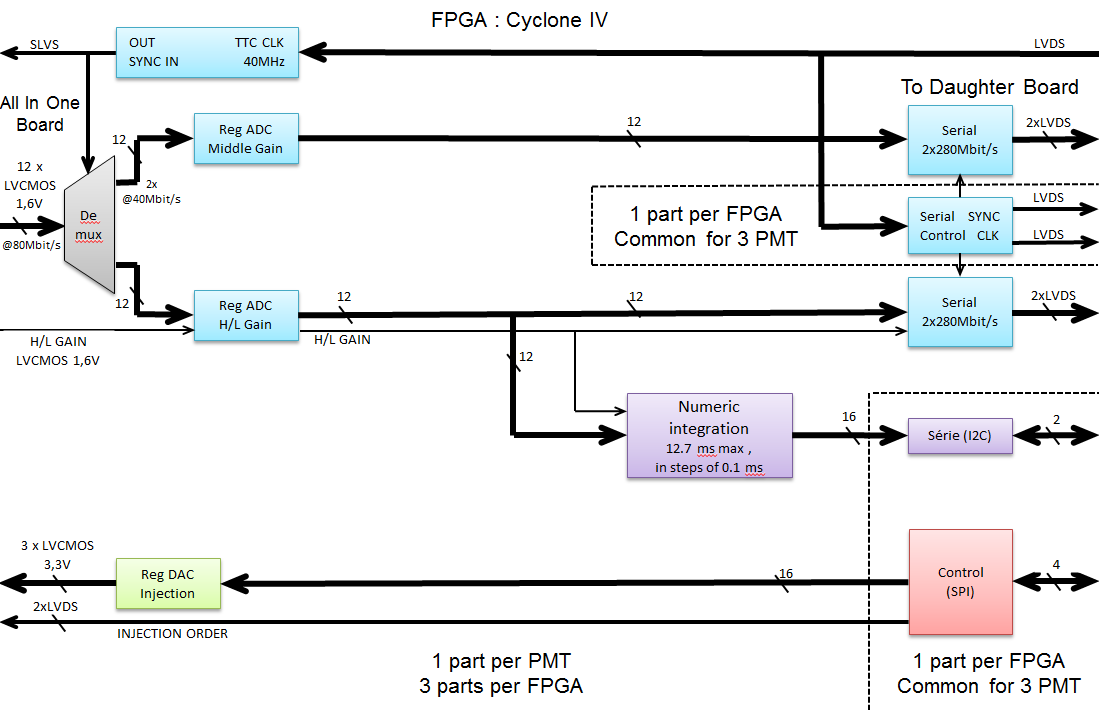 FPGA : Cyclone IV
SLVS
OUT TTC CLK
SYNC IN 40MHz
LVDS
All In One
Board
To Daughter Board
12
Reg ADC
Middle Gain
12
Serial
2x280Mbit/s
2xLVDS
12 x
LVCMOS
1,6V
@80Mbit/s
De
mux
2x
@40Mbit/s
1 part per FPGA
Common for 3 PMT
Serial SYNC
Control CLK
LVDS
LVDS
12
Reg ADC
H/L Gain
12
12
Serial
2x280Mbit/s
2xLVDS
H/L GAIN
LVCMOS 1,6V
H/L GAIN
12
Numeric
integration
12.7 ms max ,
in steps of 0.1 ms
16
Série (I2C)
2
3 x LVCMOS
3,3V
Reg DAC
Injection
16
Control
(SPI)
4
2xLVDS
INJECTION ORDER
1 part per PMT
3 parts per FPGA
1 part per FPGA
Common for 3 PMT